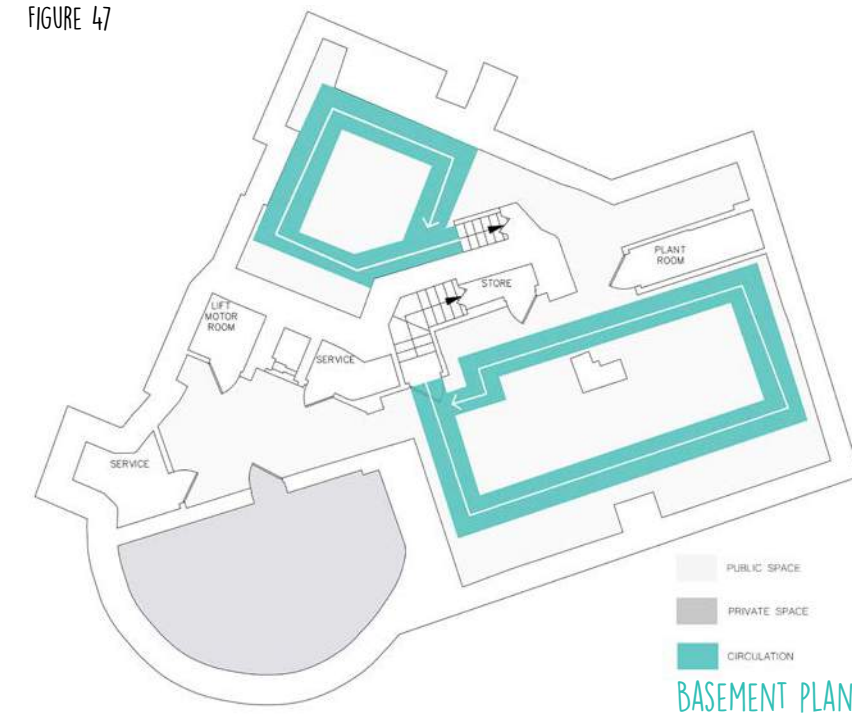 FIGURE 47
PLANT
ROOM
STORE
LIFT
MOTOR
ROOM
SERVICE
SERVICE
PUBLIC SPACE
PRIVATE SPACE
CIRCULATION
BASEMENT PLAN